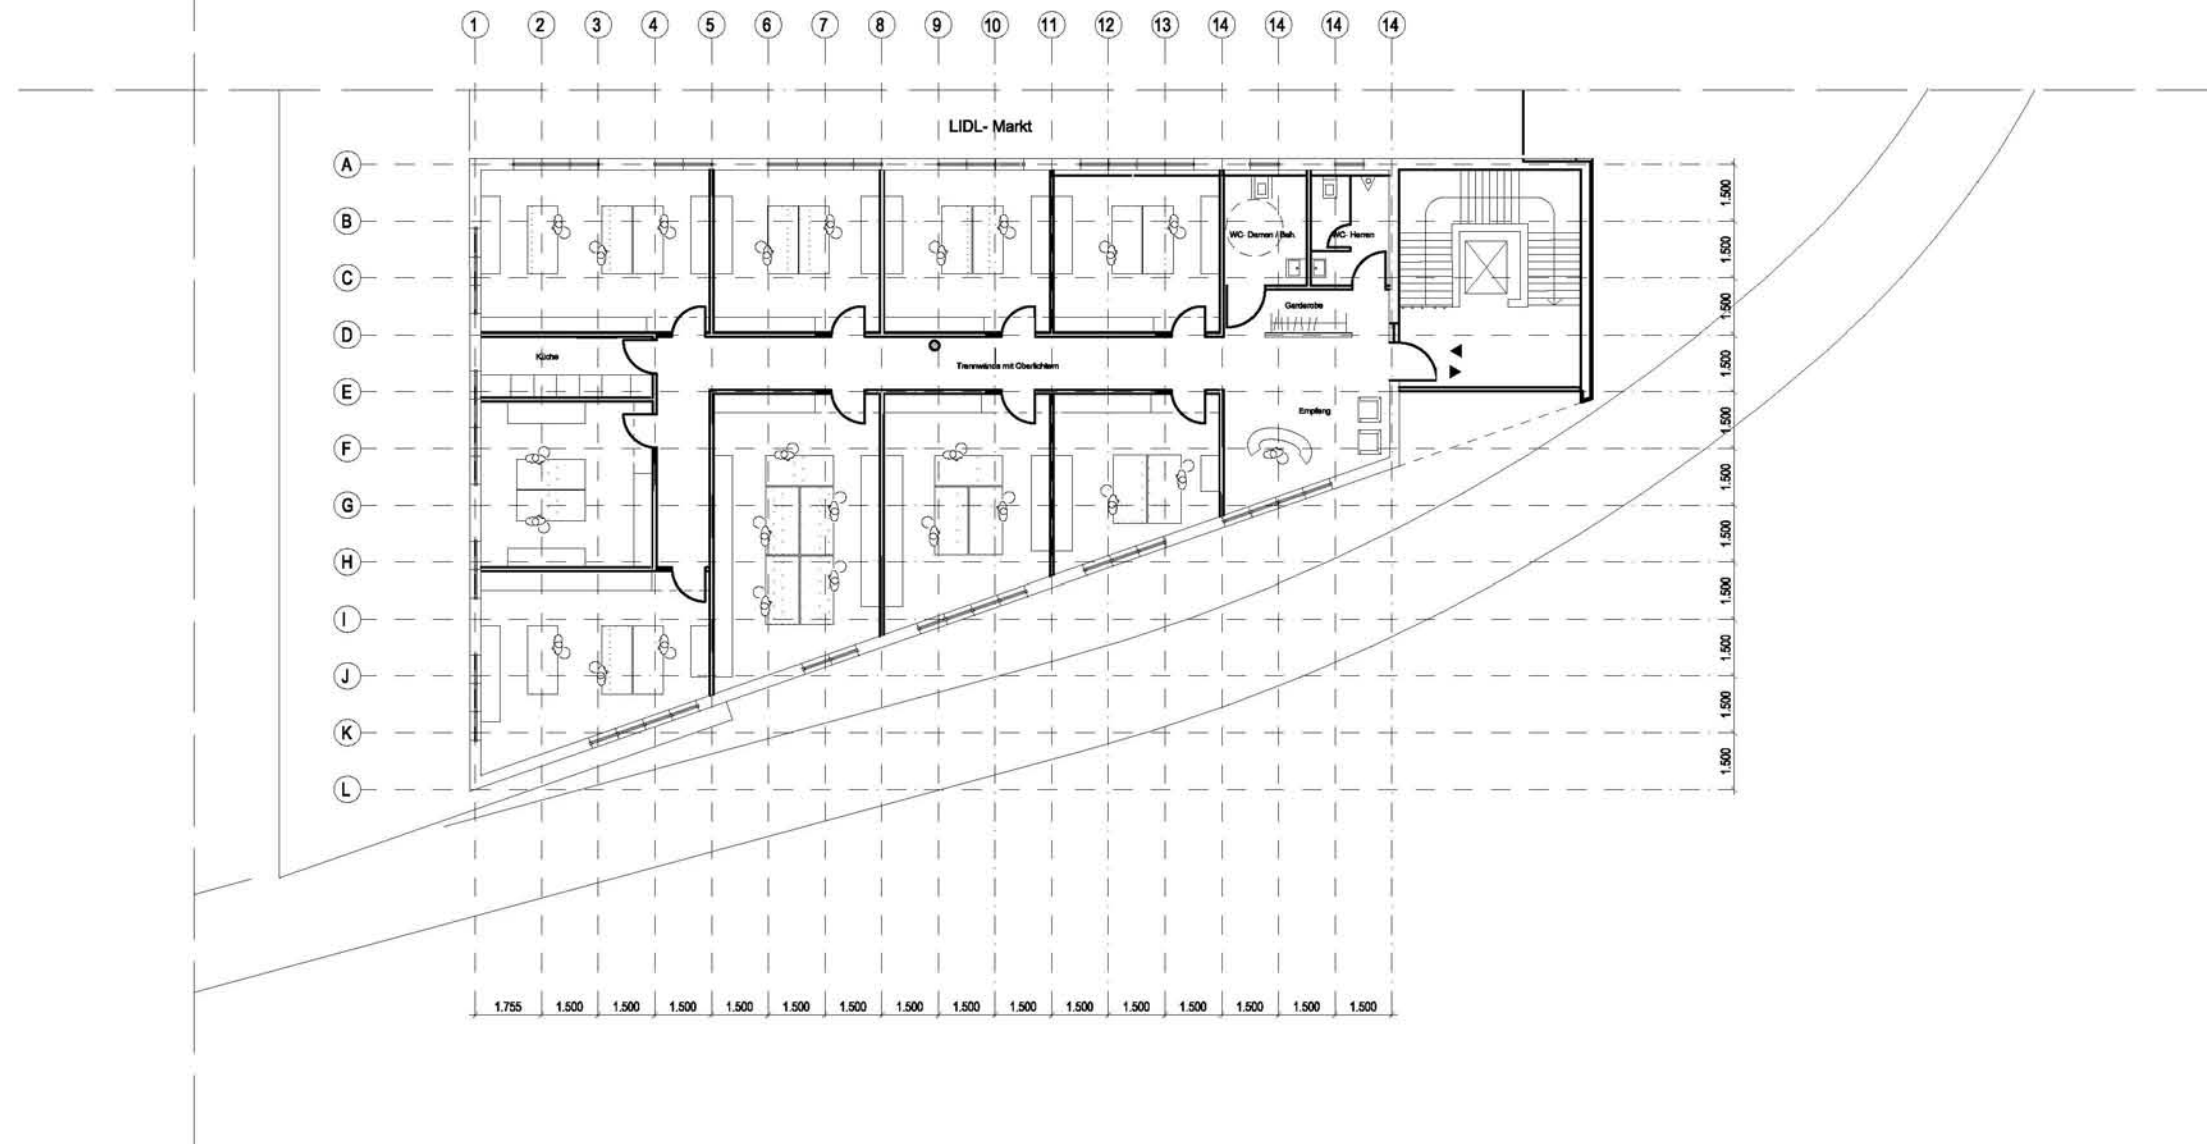 1 2 3 4 5 6 7 8 9 10 11 12 13 14 14 14 14
LIDL- Markt
A
1.500
B
WC- Damen / Beh. WC- Herren
1.500
C
Garderobe
1.500
D
Küche
Trennwände mit Oberlichtern
1.500
E
Empfang
1.500
F
1.500
G
1.500
H
1.500
I
1.500
J
1.500
K
1.500
L
1.755 1.500 1.500 1.500 1.500 1.500 1.500 1.500 1.500 1.500 1.500 1.500 1.500 1.500 1.500 1.500